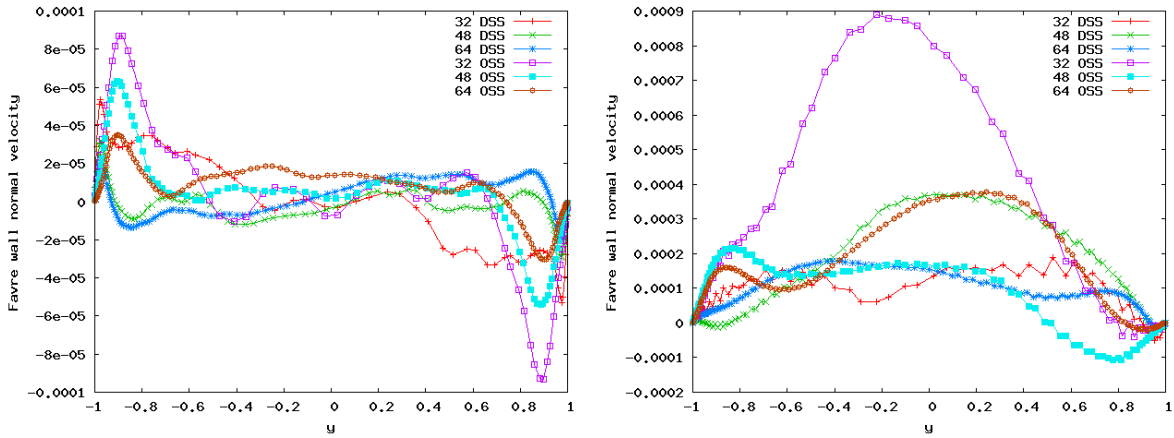 0.0001
8e-05
6e-05
4e-05
2e-05
0
-2e-05
-4e-05
-6e-05
-8e-05
-0.0001
Favre wall normal velocity
-1
-0.8
-0.6
-0.4
-0.2
0
0.2
0.4
0.6
0.8
1
y
32 DSS
48 DSS
64 DSS
32 OSS
48 OSS
64 OSS
0.0009
0.0008
0.0007
0.0006
0.0005
0.0004
0.0003
0.0002
0.0001
0
-0.0001
-0.0002
Favre wall normal velocity
-1
-0.8
-0.6
-0.4
-0.2
0
0.2
0.4
0.6
0.8
1
y
32 DSS
48 DSS
64 DSS
32 OSS
48 OSS
64 OSS